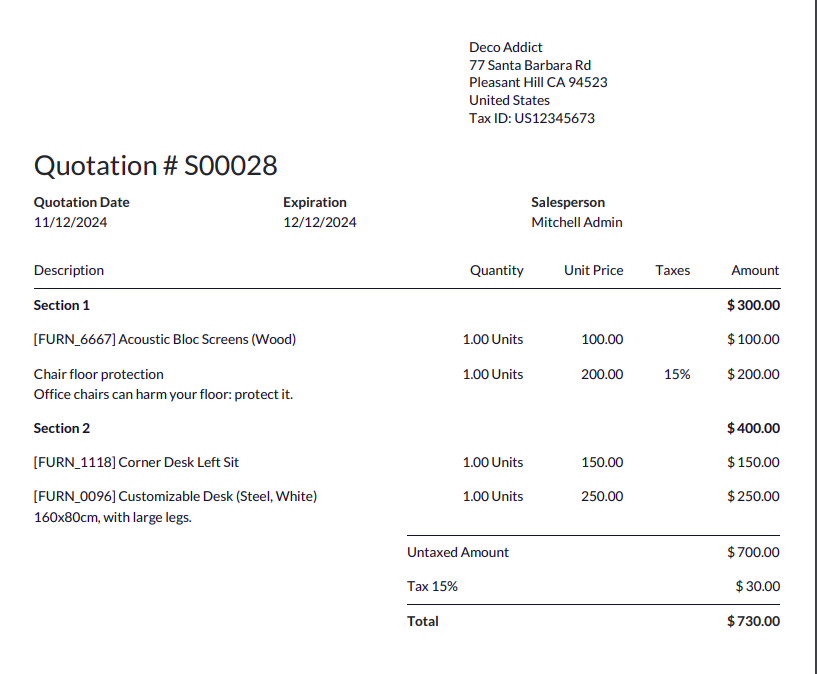 Deco Addict
77 Santa Barbara Rd
Pleasant Hill CA 94523
United States
Tax ID: US12345673
Quotation # S00028
Quotation Date Expiration Salesperson
11/12/2024 12/12/2024 Mitchell Admin
Description Quantity Unit Price Taxes Amount
Section 1 $ 300.00
[FURN_6667] Acoustic Bloc Screens (Wood) 1.00 Units 100.00 $ 100.00
Chair floor protection 1.00 Units 200.00 15% $ 200.00
Office chairs can harm your floor: protect it.
Section 2 $ 400.00
[FURN_1118] Corner Desk Left Sit 1.00 Units 150.00 $ 150.00
[FURN_0096] Customizable Desk (Steel, White) 1.00 Units 250.00 $ 250.00
160x80cm, with large legs.
Untaxed Amount $ 700.00
Tax 15% $ 30.00
Total $ 730.00